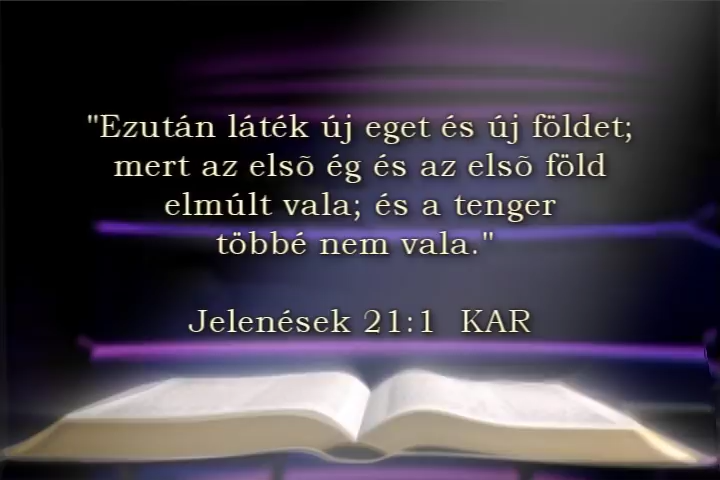 "Ezután láték új eget és új földet;
mert az elsõ ég és az elsõ föld
elmúlt vala; és a tenger
többé nem vala."
Jelenések 21:1 KAR